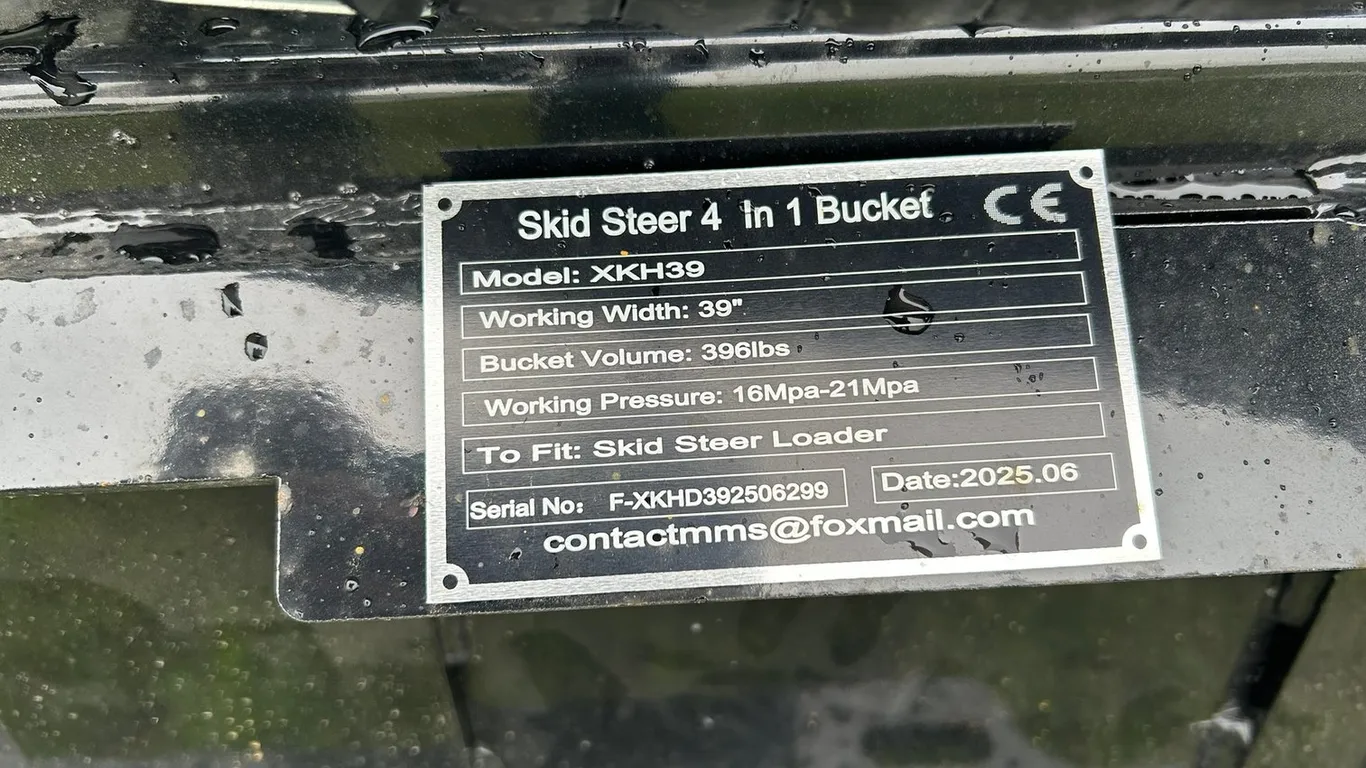 Skid Steer 4 In 1 Bucket CE
Model: XKH39
Working Width: 39"
Bucket Volume: 396lbs
Working Pressure: 16Mpa-21Mpa
To Fit: Skid Steer Loader
Serial No: F-XKHD392506299 Date:2025.06
contactmms@foxmail.com